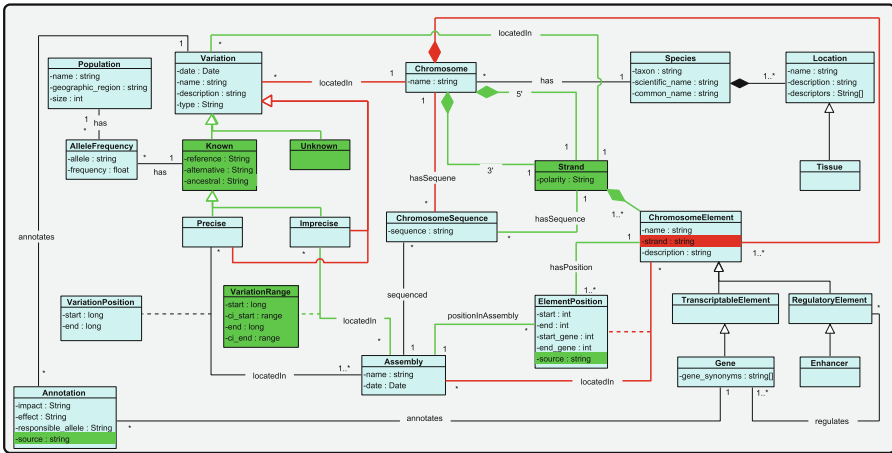 locatedIn
Population
-name : string
-geographic_region : string
-size : int
1
*
has
AlleleFrequency
-allele : string
-frequency : float
*
1
has
1
Variation
-date : Date
-name : string
-description : string
-type : String
*
*
locatedIn
1
Chromosome
-name : string
1
*
has
1
5'
3'
1
1
1
Species
-taxon : string
-scientific_name : string
-common_name : string
1..*
Location
-name : string
-description : string
-descriptors : String[]
Tissue
Known
-reference : String
-alternative : String
-ancestral : String
Unknown
Strand
-polarity : String
1
1..*
hasSequene
*
hasSequence
*
Precise
Imprecise
*
*
ChromosomeSequence
-sequence : string
*
ChromosomeElement
-name : string
-strand : string
-description : string
1
1..*
*
annotates
hasPosition
1..*
sequenced
VariationPosition
-start : long
-end : long
VariationRange
-start : long
-ci_start : range
-end : long
-ci_end : range
locatedIn
*
positionInAssembly
1
1
*
ElementPosition
-start : int
-end : int
-start_gene : int
-end_gene : int
-source : string
TranscriptableElement
RegulatoryElement
*
Assembly
-name : string
-date : Date
1..*
locatedIn
*
locatedIn
Gene
-gene_synonyms : string[]
Enhancer
1
1..*
regulates
*
Annotation
-impact : String
-effect : String
-responsible_allele : String
-source : string
*
annotates